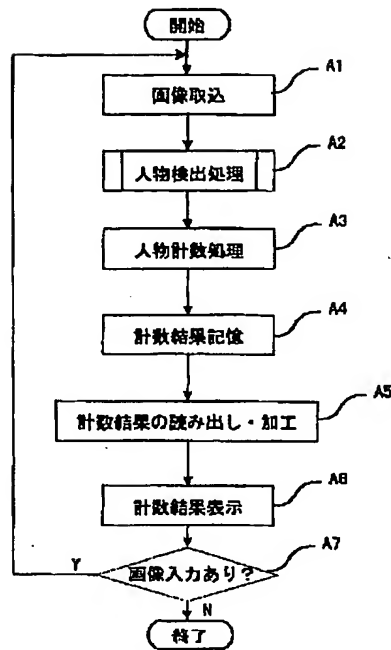 開始
A1
画像取込
A2
人物検出処理
A3
人物計数処理
A4
計数結果記憶
A5
計数結果の読み出し・加工
A6
計数結果表示
A7
画像入力あり?
Y
N
終了